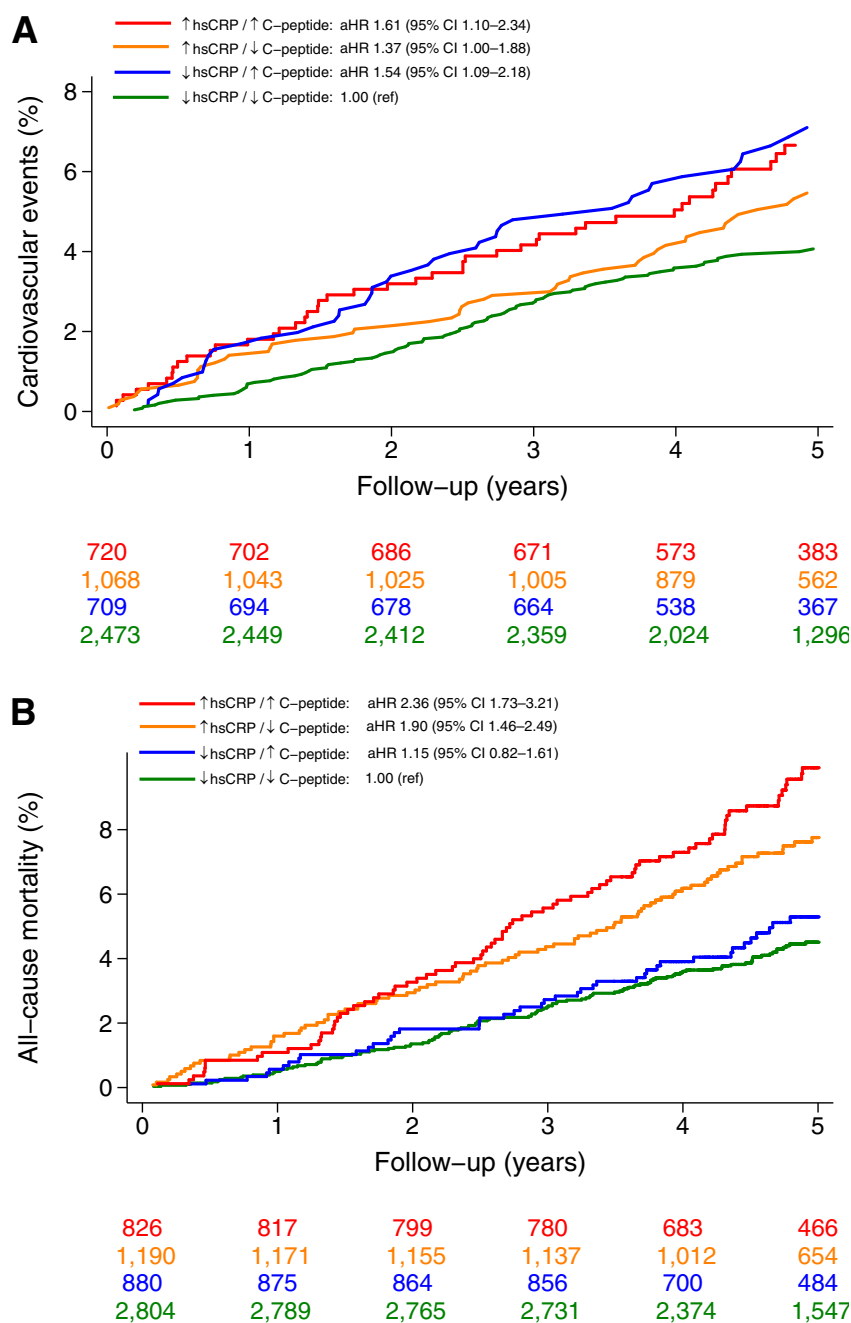 A
↑hsCRP / ↑ C–peptide: aHR 1.61 (95% CI 1.10–2.34)
↑hsCRP / ↓ C–peptide: aHR 1.37 (95% CI 1.00–1.88)
↓hsCRP / ↑ C–peptide: aHR 1.54 (95% CI 1.09–2.18)
↓hsCRP / ↓ C–peptide: 1.00 (ref)
Cardiovascular events (%)
8
6
4
2
0
0 1 2 3 4 5
Follow–up (years)
720 702 686 671 573 383
1,068 1,043 1,025 1,005 879 562
709 694 678 664 538 367
2,473 2,449 2,412 2,359 2,024 1,296
B
↑hsCRP / ↑ C–peptide: aHR 2.36 (95% CI 1.73–3.21)
↑hsCRP / ↓ C–peptide: aHR 1.90 (95% CI 1.46–2.49)
↓hsCRP / ↑ C–peptide: aHR 1.15 (95% CI 0.82–1.61)
↓hsCRP / ↓ C–peptide: 1.00 (ref)
All–cause mortality (%)
8
6
4
2
0
0 1 2 3 4 5
Follow–up (years)
826 817 799 780 683 466
1,190 1,171 1,155 1,137 1,012 654
880 875 864 856 700 484
2,804 2,789 2,765 2,731 2,374 1,547